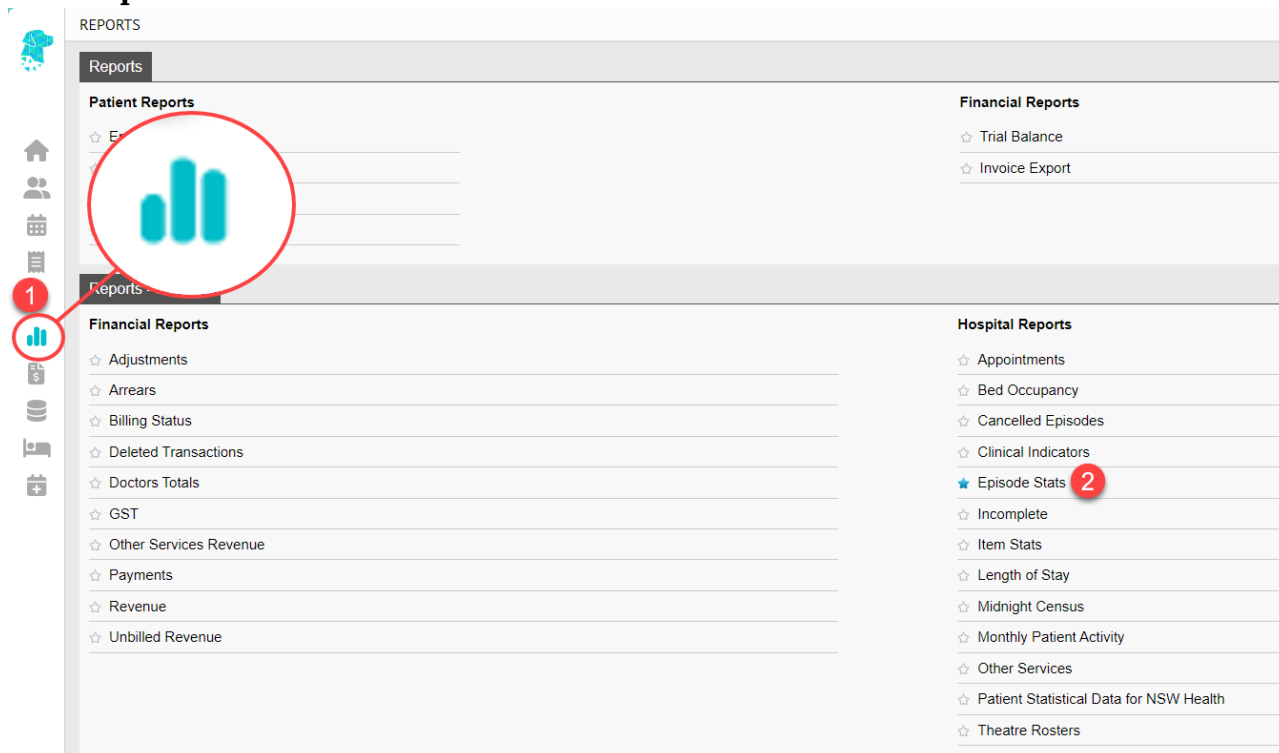 REPORTS
Reports
Patient Reports
Financial Reports
Trial Balance
Invoice Export
Reports
1
Financial Reports
Adjustments
Arrears
Billing Status
Deleted Transactions
Doctors Totals
GST
Other Services Revenue
Payments
Revenue
Unbilled Revenue
Hospital Reports
Appointments
Bed Occupancy
Cancelled Episodes
Clinical Indicators
Episode Stats 2
Incomplete
Item Stats
Length of Stay
Midnight Census
Monthly Patient Activity
Other Services
Patient Statistical Data for NSW Health
Theatre Rosters